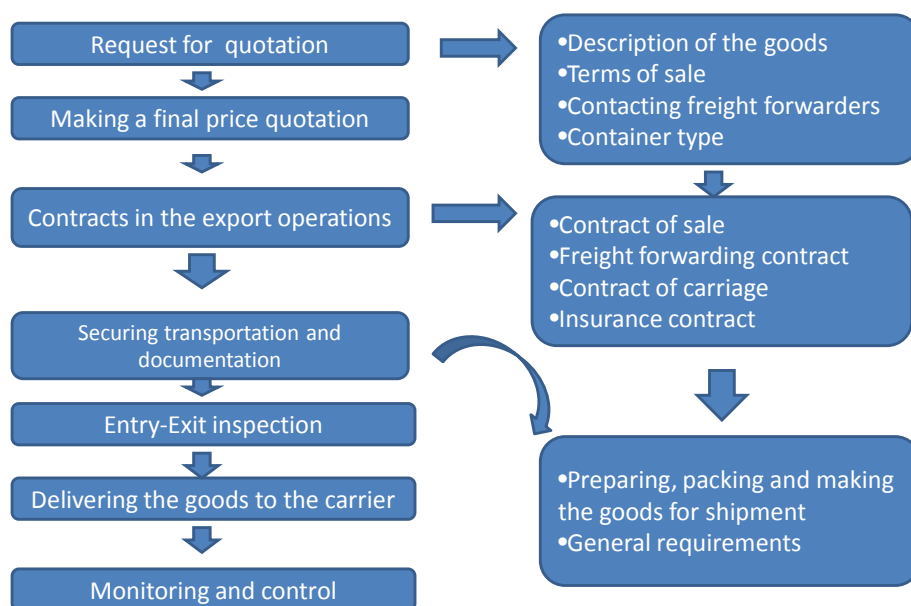 Request for quotation
Making a final price quotation
Contracts in the export operations
Securing transportation and
documentation
Entry-Exit inspection
Delivering the goods to the carrier
Monitoring and control
•Description of the goods
•Terms of sale
•Contacting freight forwarders
•Container type
•Contract of sale
•Freight forwarding contract
•Contract of carriage
•Insurance contract
•Preparing, packing and making
the goods for shipment
•General requirements